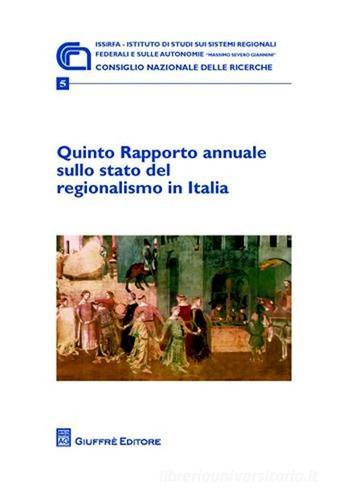 ISSiRFA - ISTITUTO DI STUDI SUI SISTEMI REGIONALI
FEDERALI E SULLE AUTONOMIE "MASSIMO SEVERO GIANNINI"
CONSIGLIO NAZIONALE DELLE RICERCHE
5
Quinto Rapporto annuale
sullo stato del
regionalismo in Italia
GIUFFRÈ EDITORE
libreriauniversitaria.it